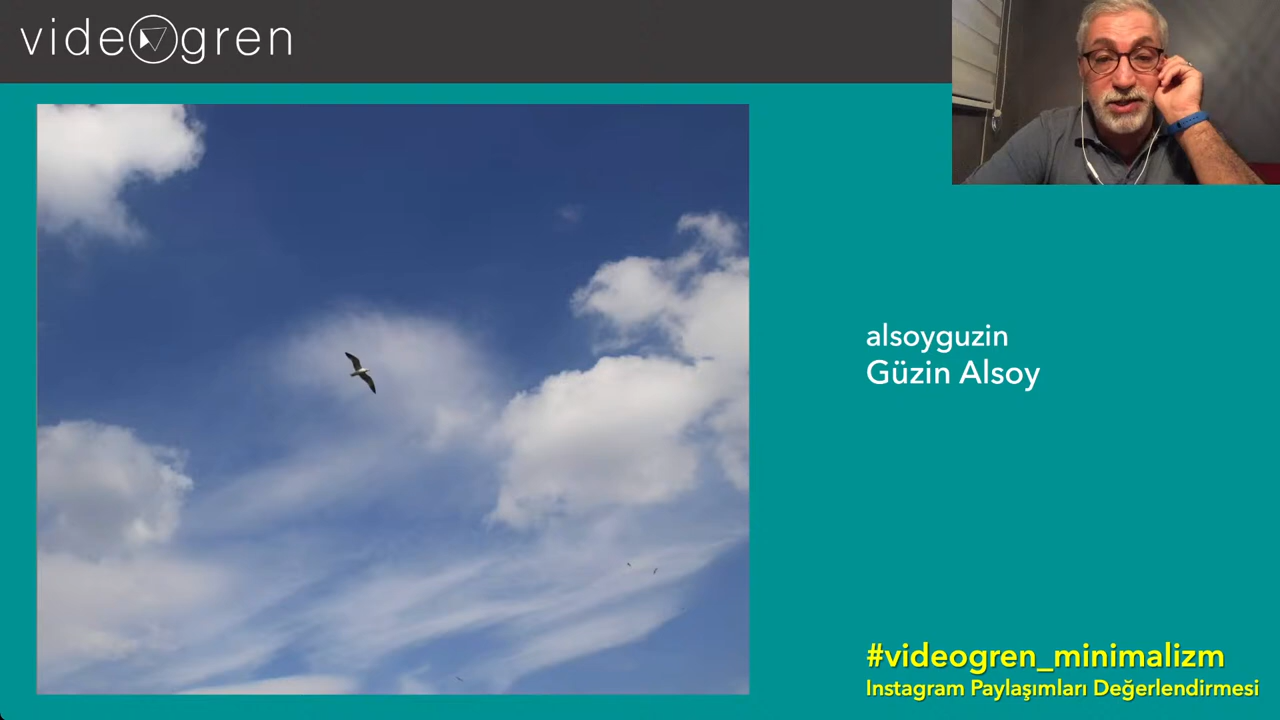 videogren
alsoyguzin
Güzin Alsoy
#videogren_minimalizm
Instagram Paylaşımları Değerlendirmesi